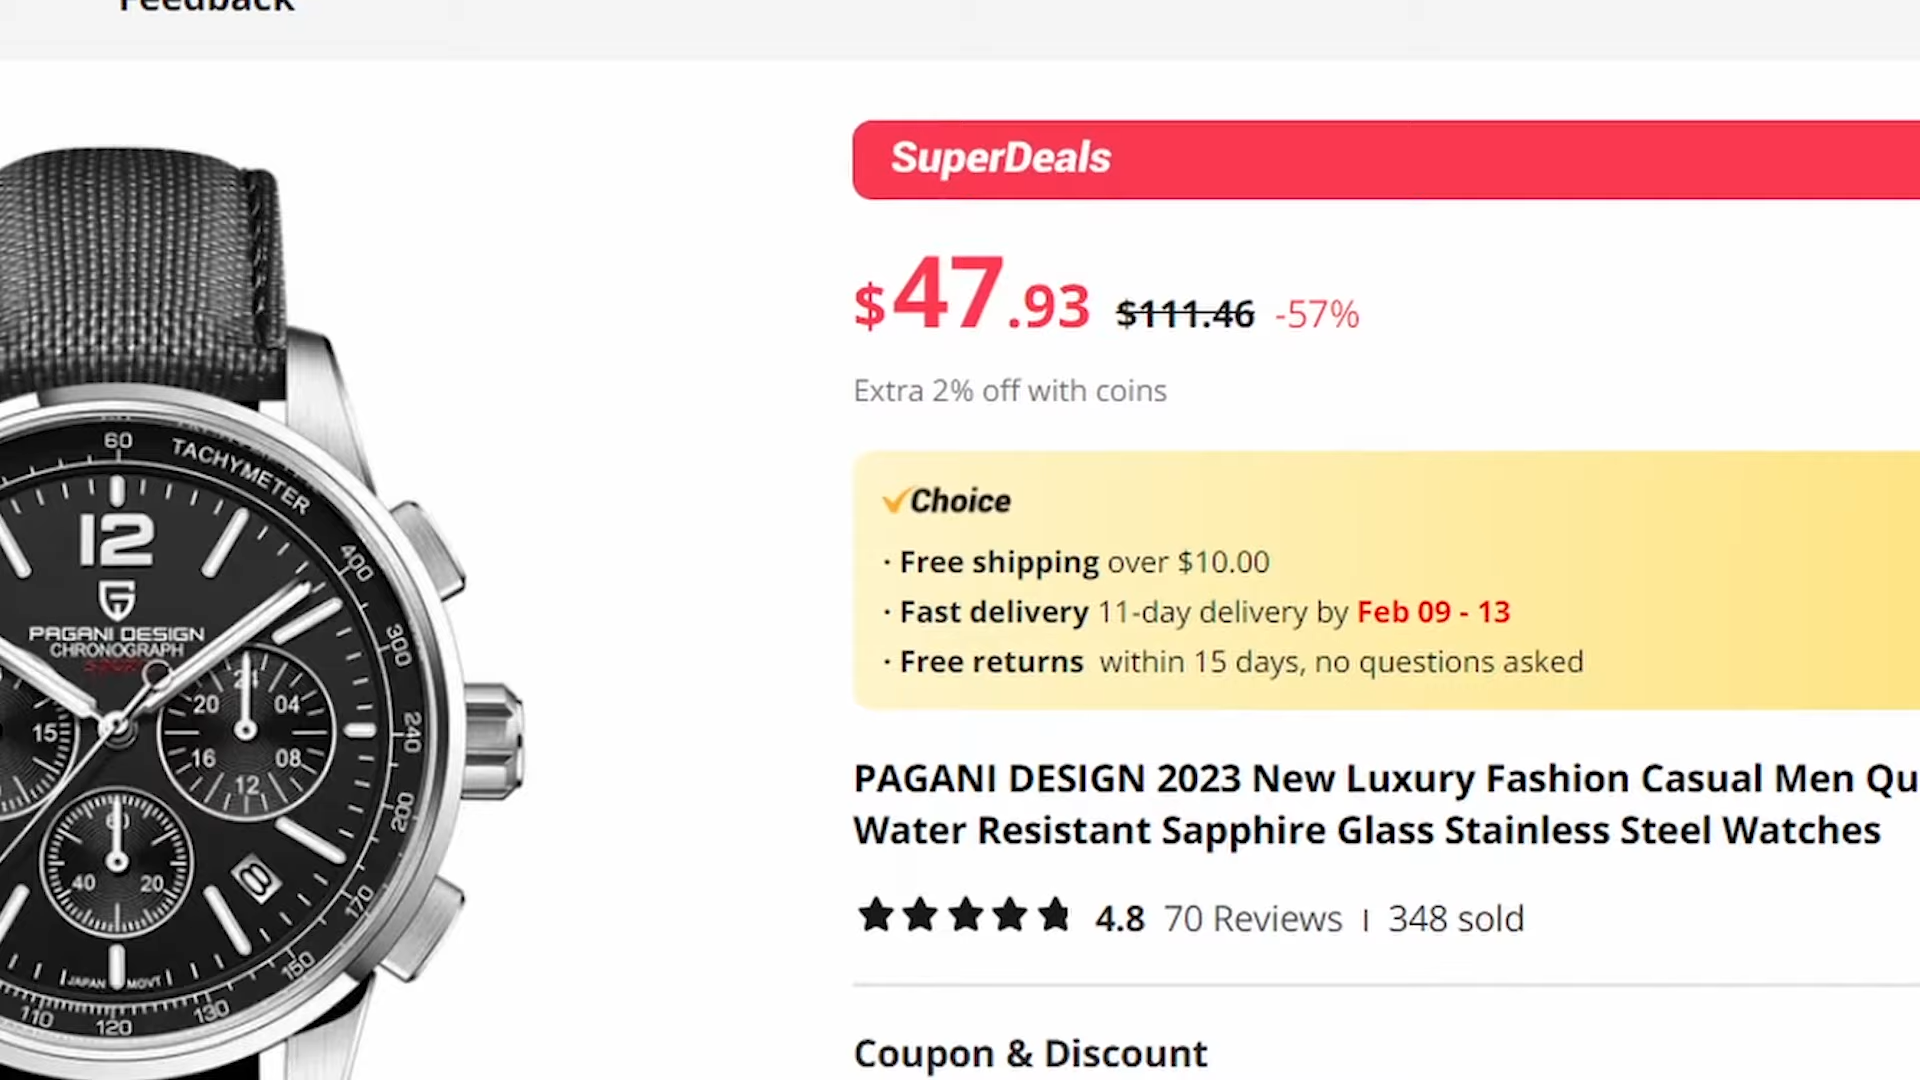 Feedback
SuperDeals
$47.93 $111.46 -57%
Extra 2% off with coins
Choice
· Free shipping over $10.00
· Fast delivery 11-day delivery by Feb 09 - 13
· Free returns within 15 days, no questions asked
PAGANI DESIGN 2023 New Luxury Fashion Casual Men Qu
Water Resistant Sapphire Glass Stainless Steel Watches
4.8 70 Reviews | 348 sold
Coupon & Discount
60 TACHYMETER
400
300
240
200
170
150
130
120
110
12
PAGANI DESIGN
CHRONOGRAPH
24
20 04
15
16 08
12
60
40 20
8
JAPAN MOVT